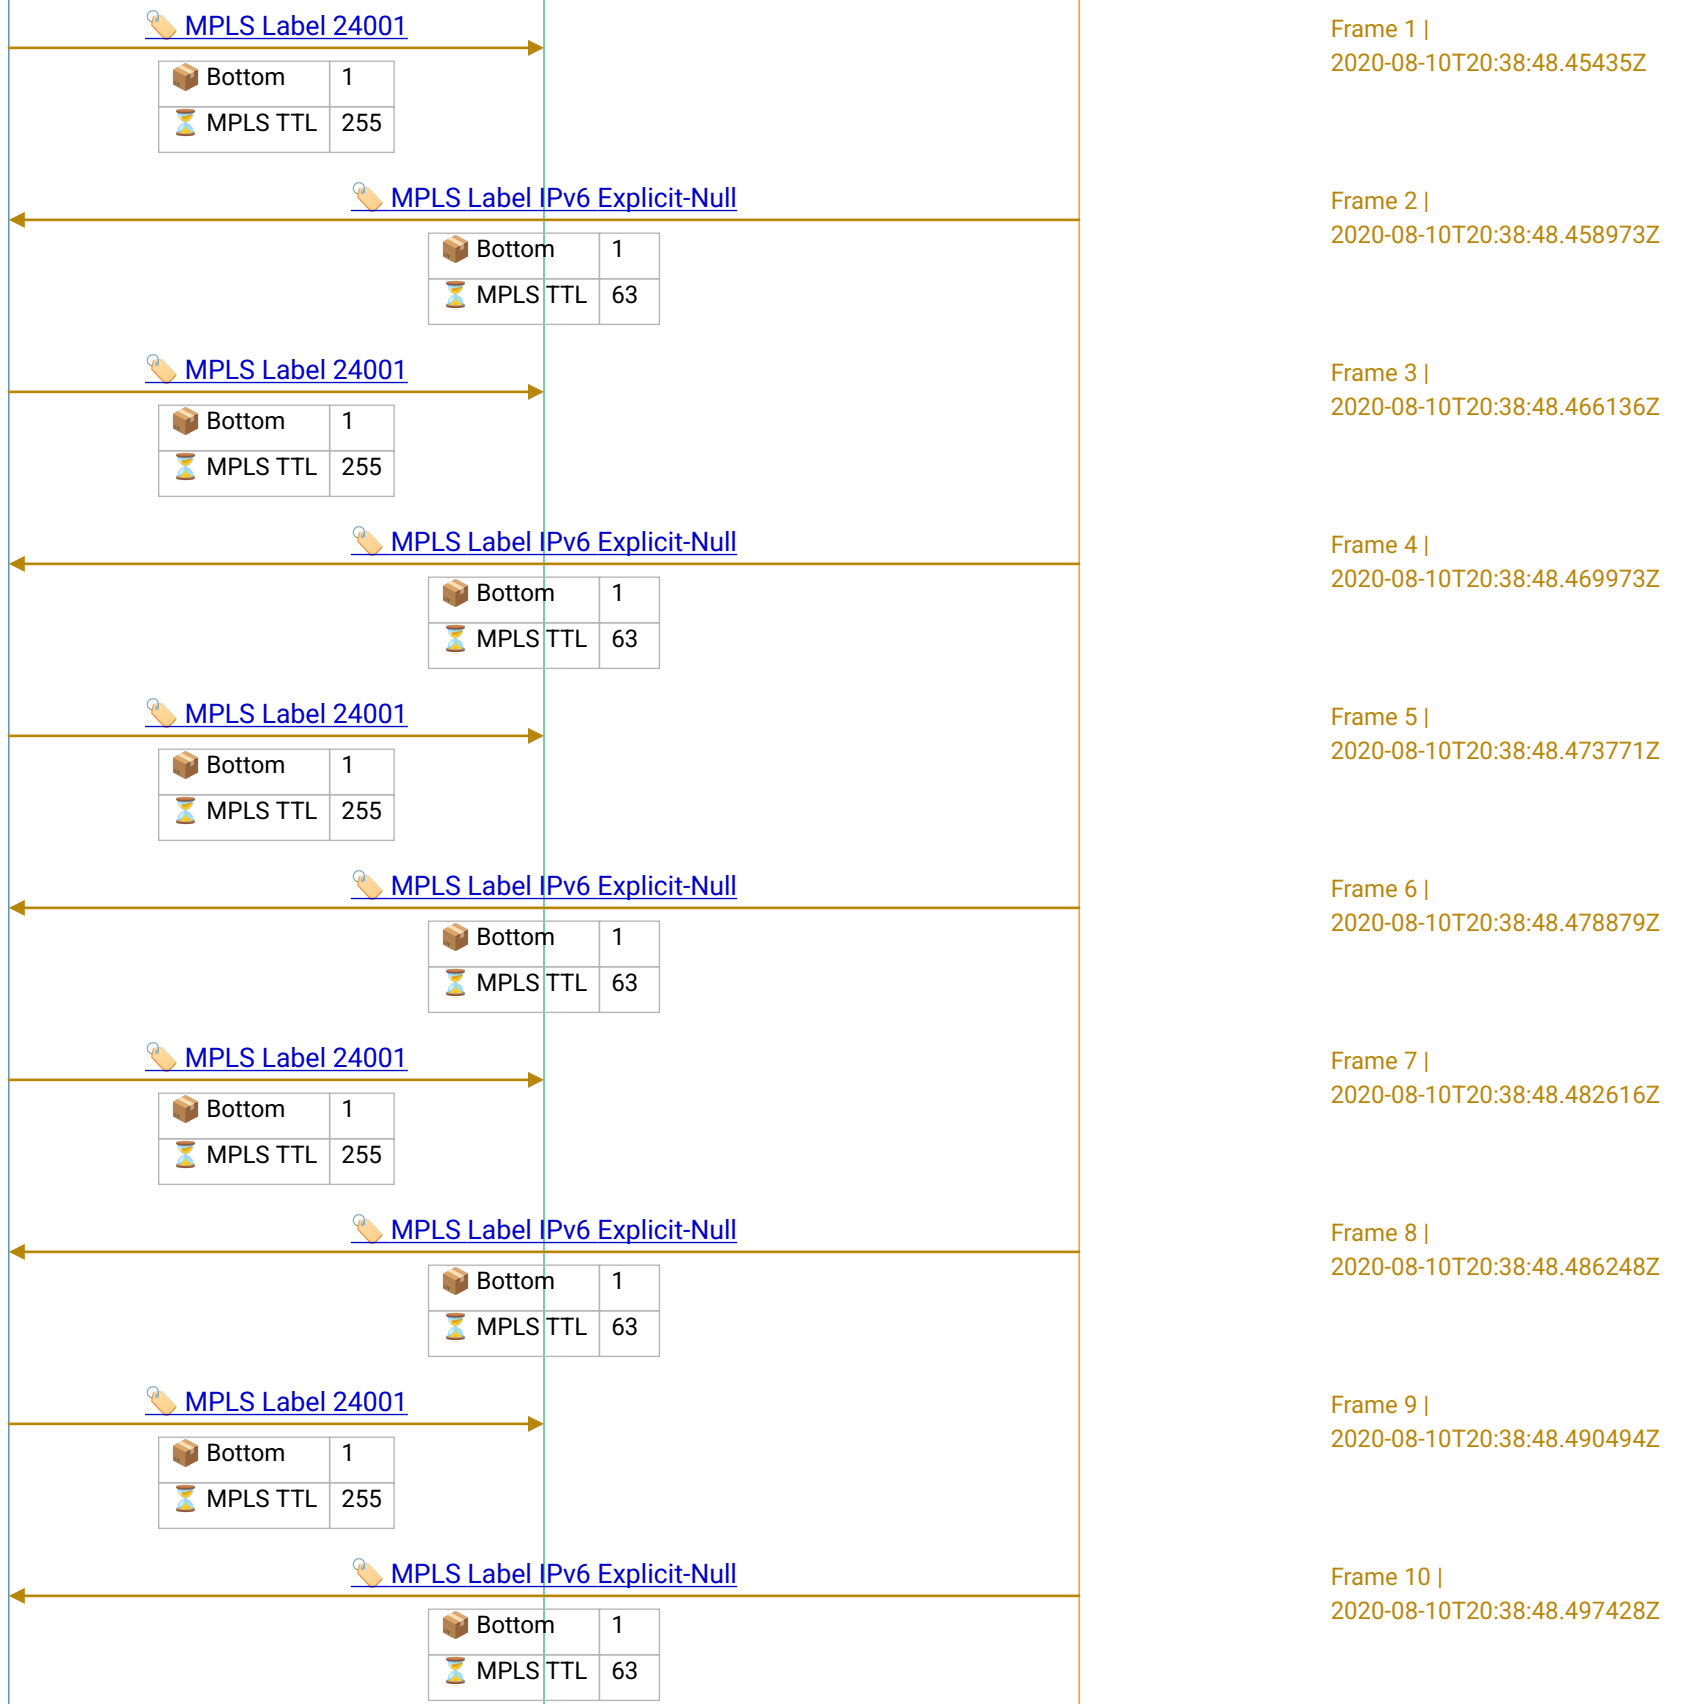 🏷️ MPLS Label 24001
Frame 1 |
2020-08-10T20:38:48.45435Z
📦 Bottom 1
⏳ MPLS TTL 255
🏷️ MPLS Label IPv6 Explicit-Null
Frame 2 |
2020-08-10T20:38:48.458973Z
📦 Bottom 1
⏳ MPLS TTL 63
🏷️ MPLS Label 24001
Frame 3 |
2020-08-10T20:38:48.466136Z
📦 Bottom 1
⏳ MPLS TTL 255
🏷️ MPLS Label IPv6 Explicit-Null
Frame 4 |
2020-08-10T20:38:48.469973Z
📦 Bottom 1
⏳ MPLS TTL 63
🏷️ MPLS Label 24001
Frame 5 |
2020-08-10T20:38:48.473771Z
📦 Bottom 1
⏳ MPLS TTL 255
🏷️ MPLS Label IPv6 Explicit-Null
Frame 6 |
2020-08-10T20:38:48.478879Z
📦 Bottom 1
⏳ MPLS TTL 63
🏷️ MPLS Label 24001
Frame 7 |
2020-08-10T20:38:48.482616Z
📦 Bottom 1
⏳ MPLS TTL 255
🏷️ MPLS Label IPv6 Explicit-Null
Frame 8 |
2020-08-10T20:38:48.486248Z
📦 Bottom 1
⏳ MPLS TTL 63
🏷️ MPLS Label 24001
Frame 9 |
2020-08-10T20:38:48.490494Z
📦 Bottom 1
⏳ MPLS TTL 255
🏷️ MPLS Label IPv6 Explicit-Null
Frame 10 |
2020-08-10T20:38:48.497428Z
📦 Bottom 1
⏳ MPLS TTL 63